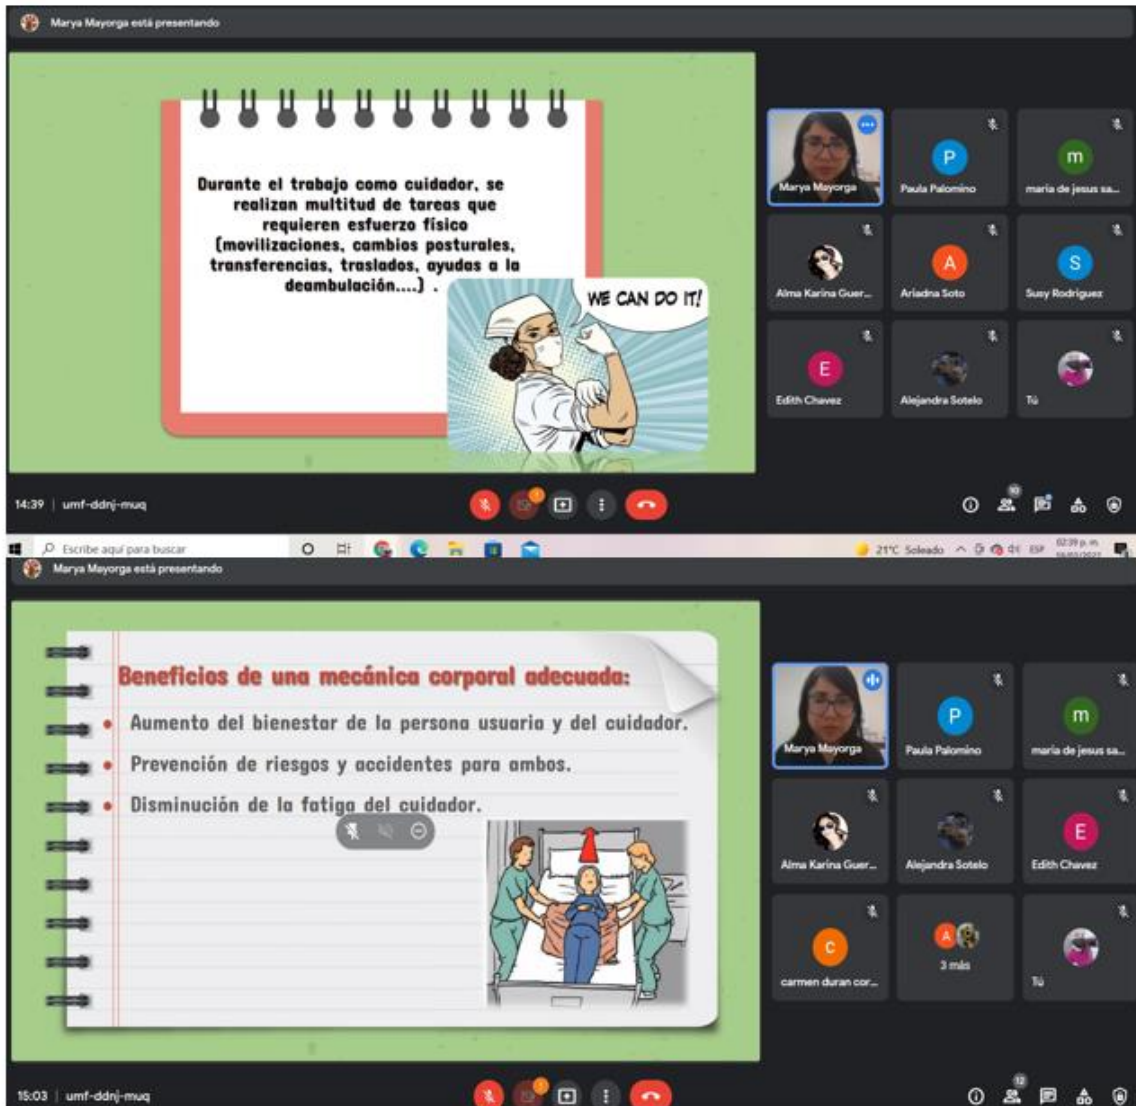 Marya Mayorga está presentando
Durante el trabajo como cuidador, se
realizan multitud de tareas que
requieren esfuerzo físico
(movilizaciones, cambios posturales,
transferencias, traslados, ayudas a la
deambulación....) .
WE CAN DO IT!
Marya Mayorga
P
Paula Palomino
m
maria de jesus sa...
Alma Karina Guer...
A
Ariadna Soto
S
Susy Rodriguez
E
Edith Chavez
Alejandra Sotelo
Tú
14:39 | umf-ddnj-muq
10
Escribe aquí para buscar
21°C Soleado
ESP
02:39 p. m.
Marya Mayorga está presentando
Beneficios de una mecánica corporal adecuada:
• Aumento del bienestar de la persona usuaria y del cuidador.
• Prevención de riesgos y accidentes para ambos.
• Disminución de la fatiga del cuidador.
Marya Mayorga
P
Paula Palomino
m
maria de jesus sa...
Alma Karina Guer...
Alejandra Sotelo
E
Edith Chavez
c
carmen duran cor...
A
3 más
Tú
15:03 | umf-ddnj-muq
12